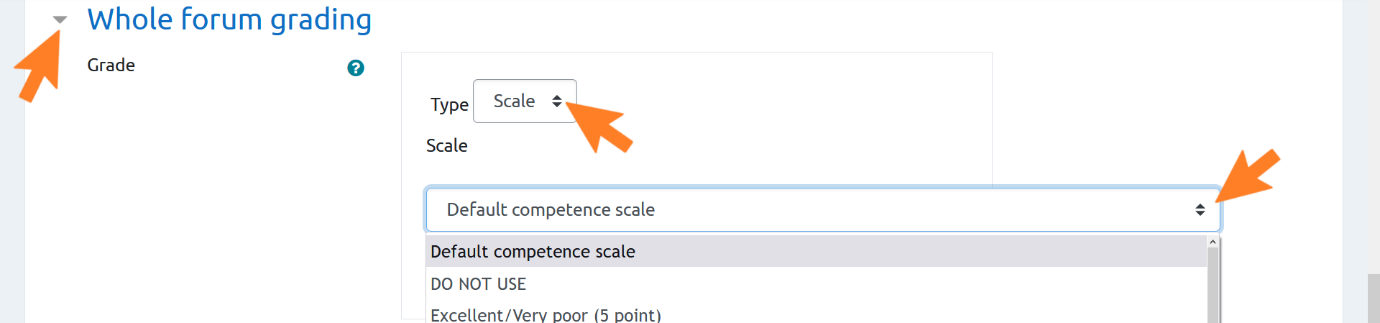 Whole forum grading
Grade
?
Type Scale
Scale
Default competence scale
Default competence scale
DO NOT USE
Excellent/Very poor (5 point)